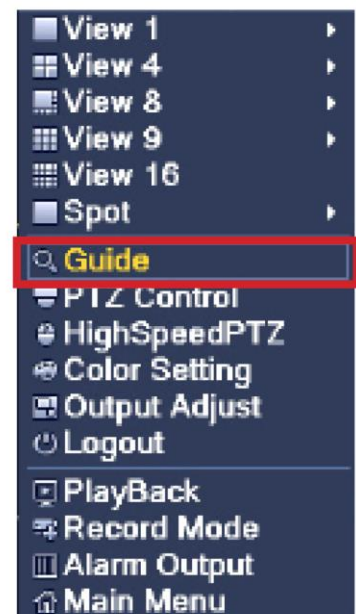 View 1
View 4
View 8
View 9
View 16
Spot
Guide
PTZ Control
HighSpeedPTZ
Color Setting
Output Adjust
Logout
PlayBack
Record Mode
Alarm Output
Main Menu